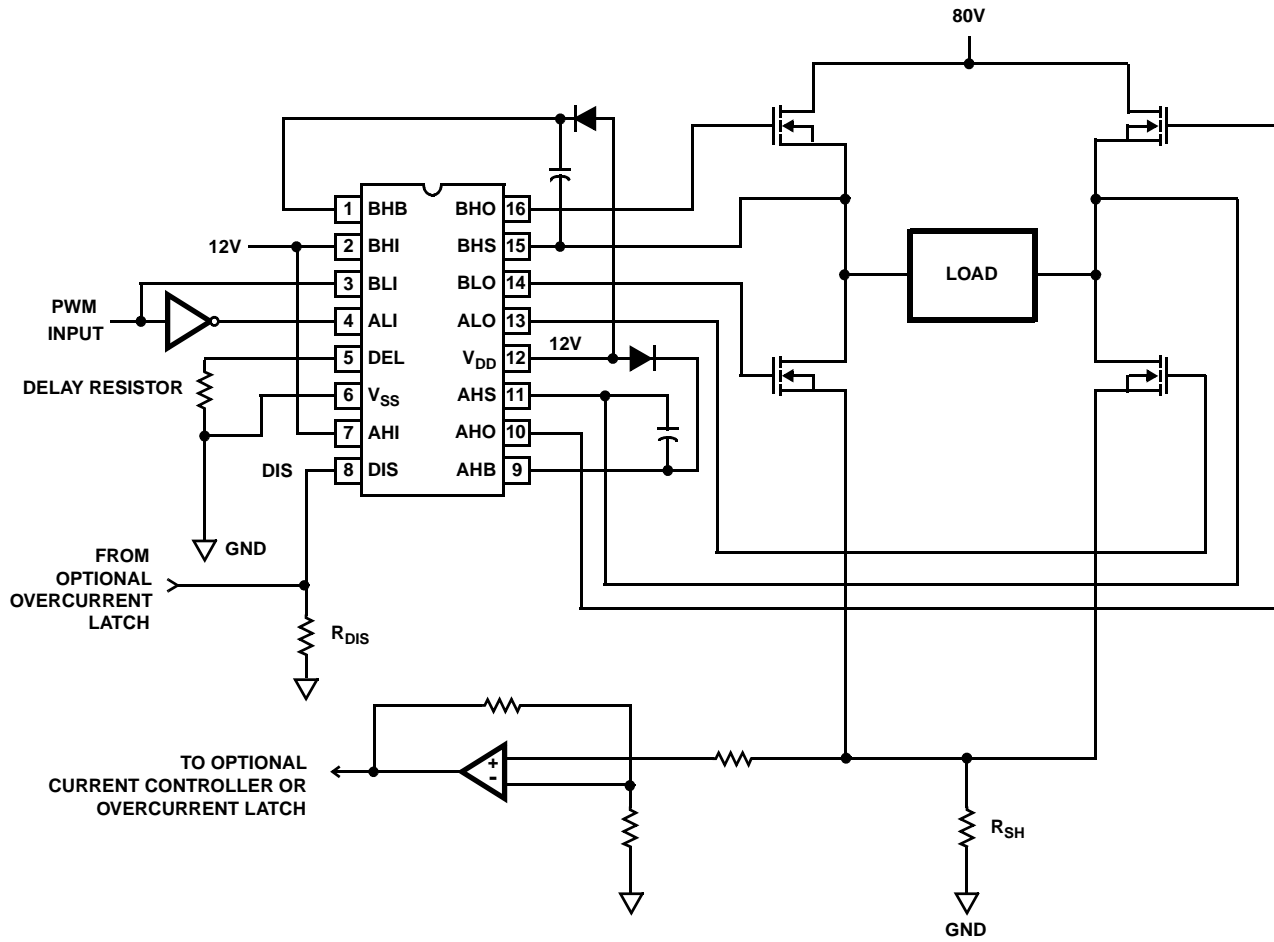 80V
1 BHB BHO 16
12V 2 BHI BHS 15
3 BLI BLO 14
PWM
INPUT
4 ALI ALO 13
5 DEL VDD 12 12V
DELAY RESISTOR
6 VSS AHS 11
7 AHI AHO 10
DIS 8 DIS AHB 9
LOAD
GND
FROM
OPTIONAL
OVERCURRENT
LATCH
RDIS
TO OPTIONAL
CURRENT CONTROLLER OR
OVERCURRENT LATCH
+
-
RSH
GND